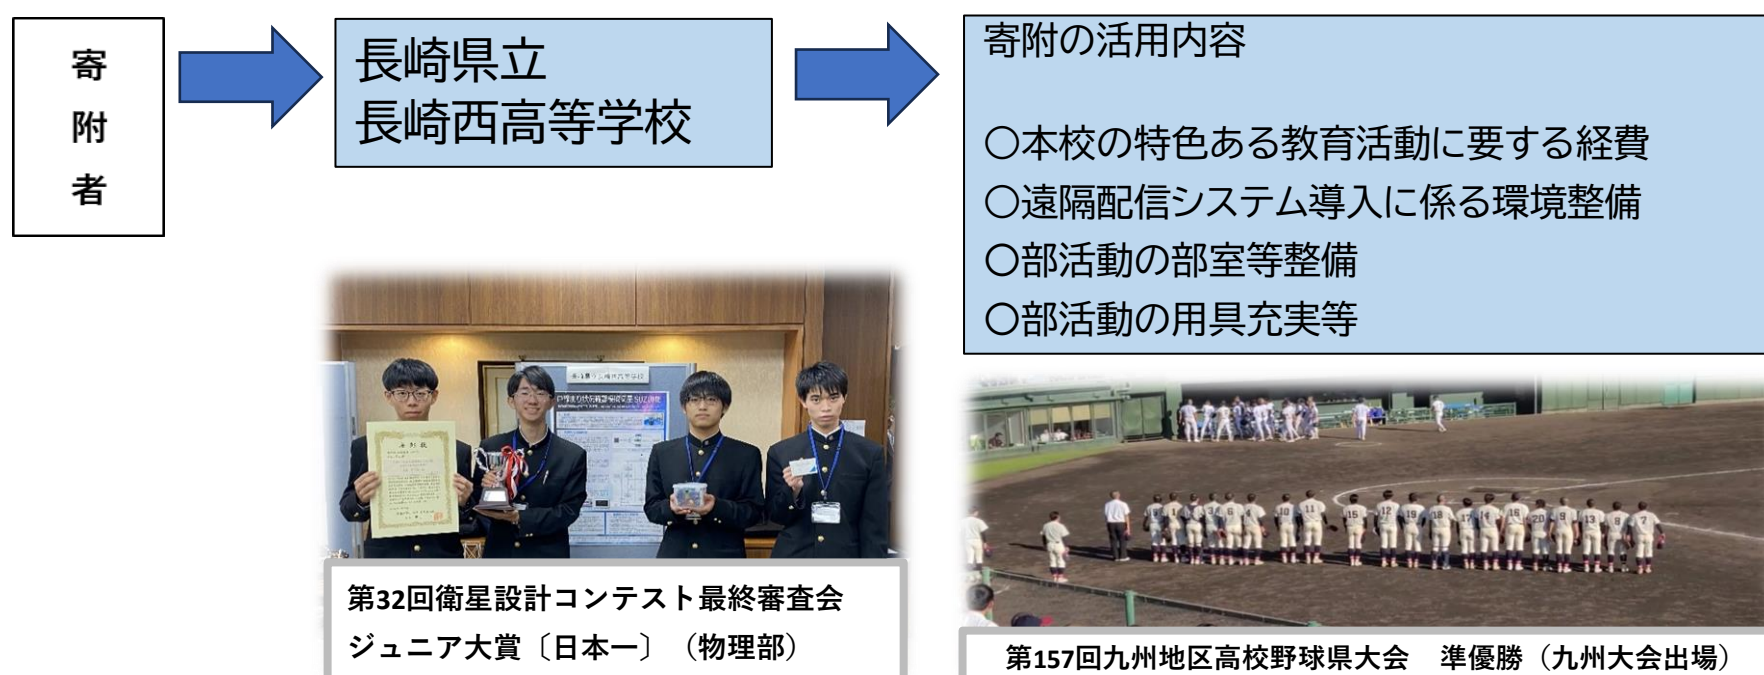 寄
附
者
長崎県立
長崎西高等学校
寄附の活用内容
〇本校の特色ある教育活動に要する経費
〇遠隔配信システム導入に係る環境整備
〇部活動の部室等整備
〇部活動の用具充実等
第32回衛星設計コンテスト最終審査会
ジュニア大賞〔日本一〕（物理部）
第157回九州地区高校野球県大会　準優勝（九州大会出場）